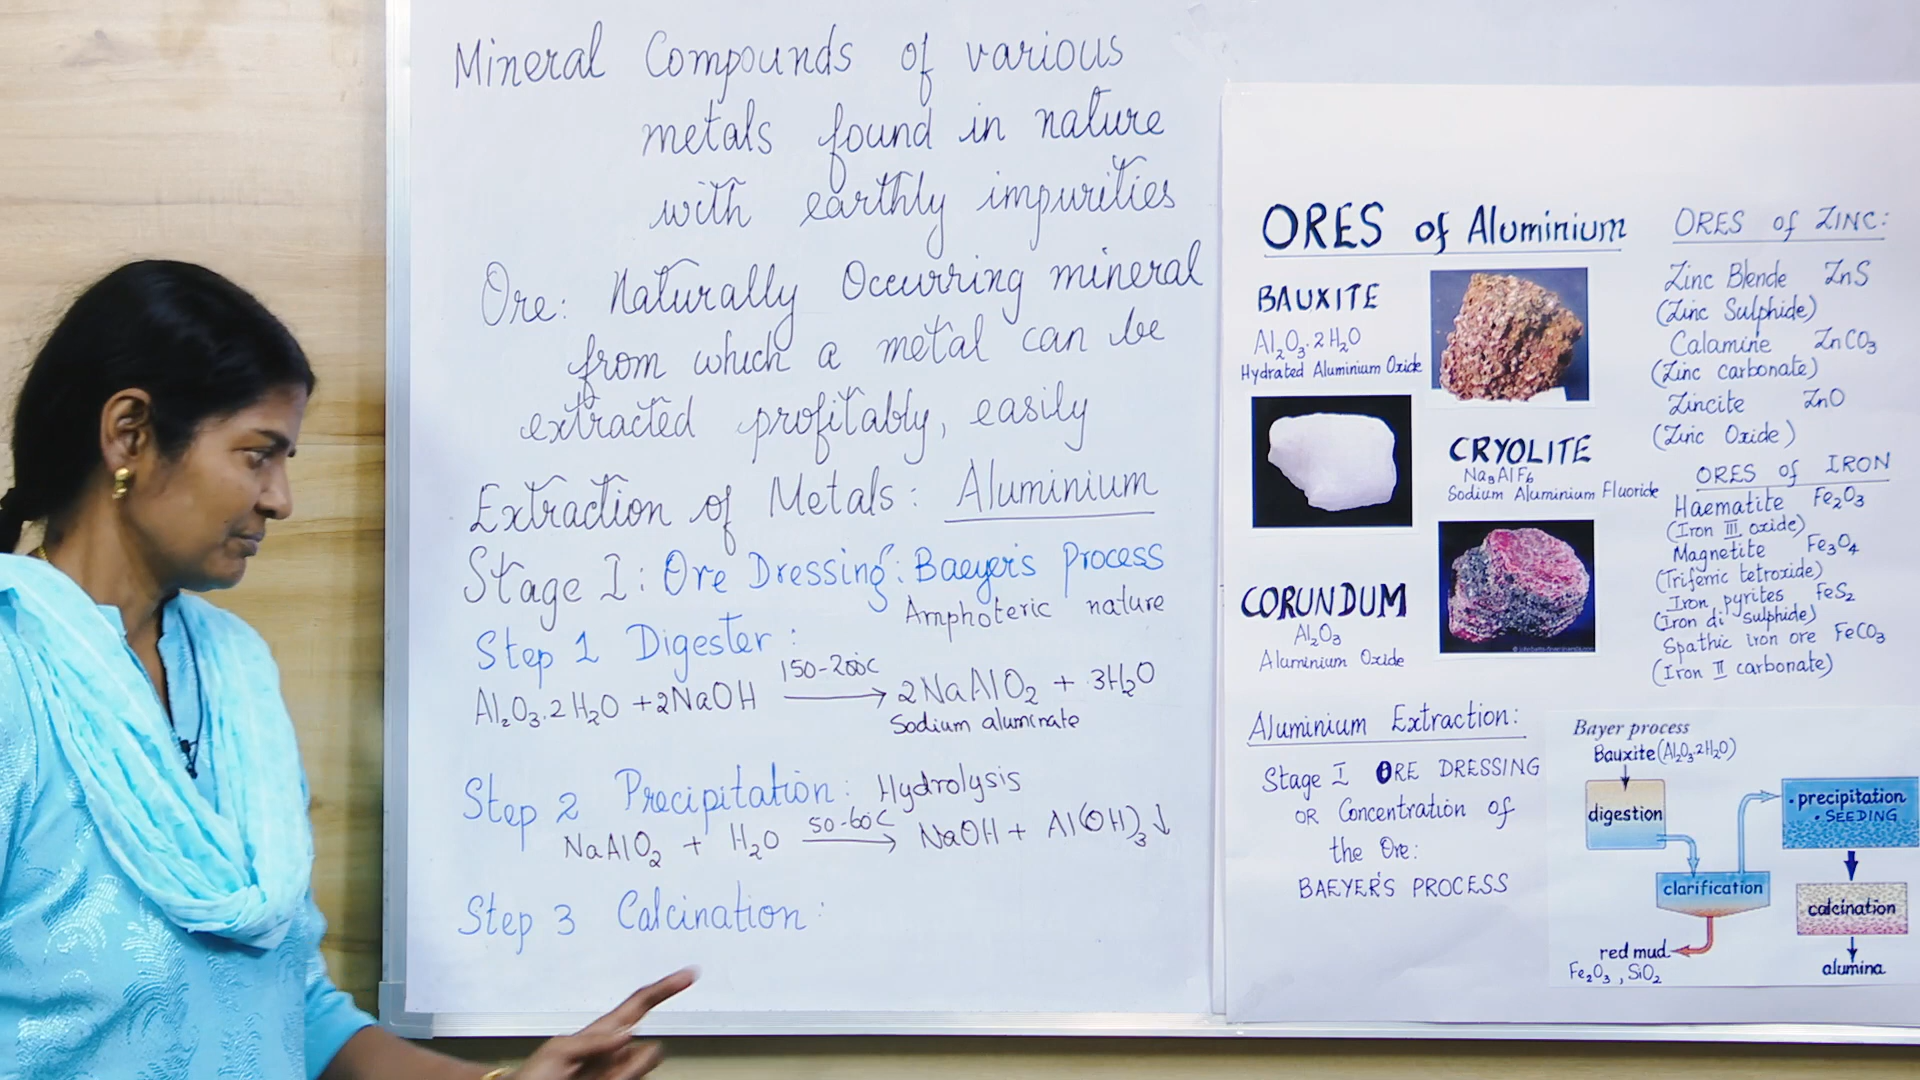 Mineral Compounds of various
metals found in nature
with earthly impurities
Ore: Naturally Occurring mineral
from which a metal can be
extracted profitably, easily
Extraction of Metals: Aluminium
Stage I: Ore Dressing: Baeyer's Process
Amphoteric nature
Step 1 Digester:
Al₂O₃.2H₂O + 2NaOH 150-200°C → 2NaAlO₂ + 3H₂O
Sodium aluminate
Step 2 Precipitation: Hydrolysis
NaAlO₂ + H₂O 50-60°C → NaOH + Al(OH)₃↓
Step 3 Calcination:
ORES of Aluminium
BAUXITE
Al₂O₃.2H₂O
Hydrated Aluminium Oxide
CRYOLITE
Na₃AlF₆
Sodium Aluminium Fluoride
CORUNDUM
Al₂O₃
Aluminium Oxide
ORES of ZINC:
Zinc Blende ZnS
(Zinc Sulphide)
Calamine ZnCO₃
(Zinc carbonate)
Zincite ZnO
(Zinc Oxide)
ORES of IRON
Haematite Fe₂O₃
(Iron III oxide)
Magnetite Fe₃O₄
(Triferric tetroxide)
Iron pyrites FeS₂
(Iron di sulphide)
Spathic iron ore FeCO₃
(Iron II carbonate)
Aluminium Extraction:
Stage I ORE DRESSING
OR Concentration of
the Ore:
BAEYER'S PROCESS
Bayer process
Bauxite (Al₂O₃2H₂O)
digestion
• precipitation
• SEEDING
clarification
calcination
red mud
Fe₂O₃, SiO₂
alumina